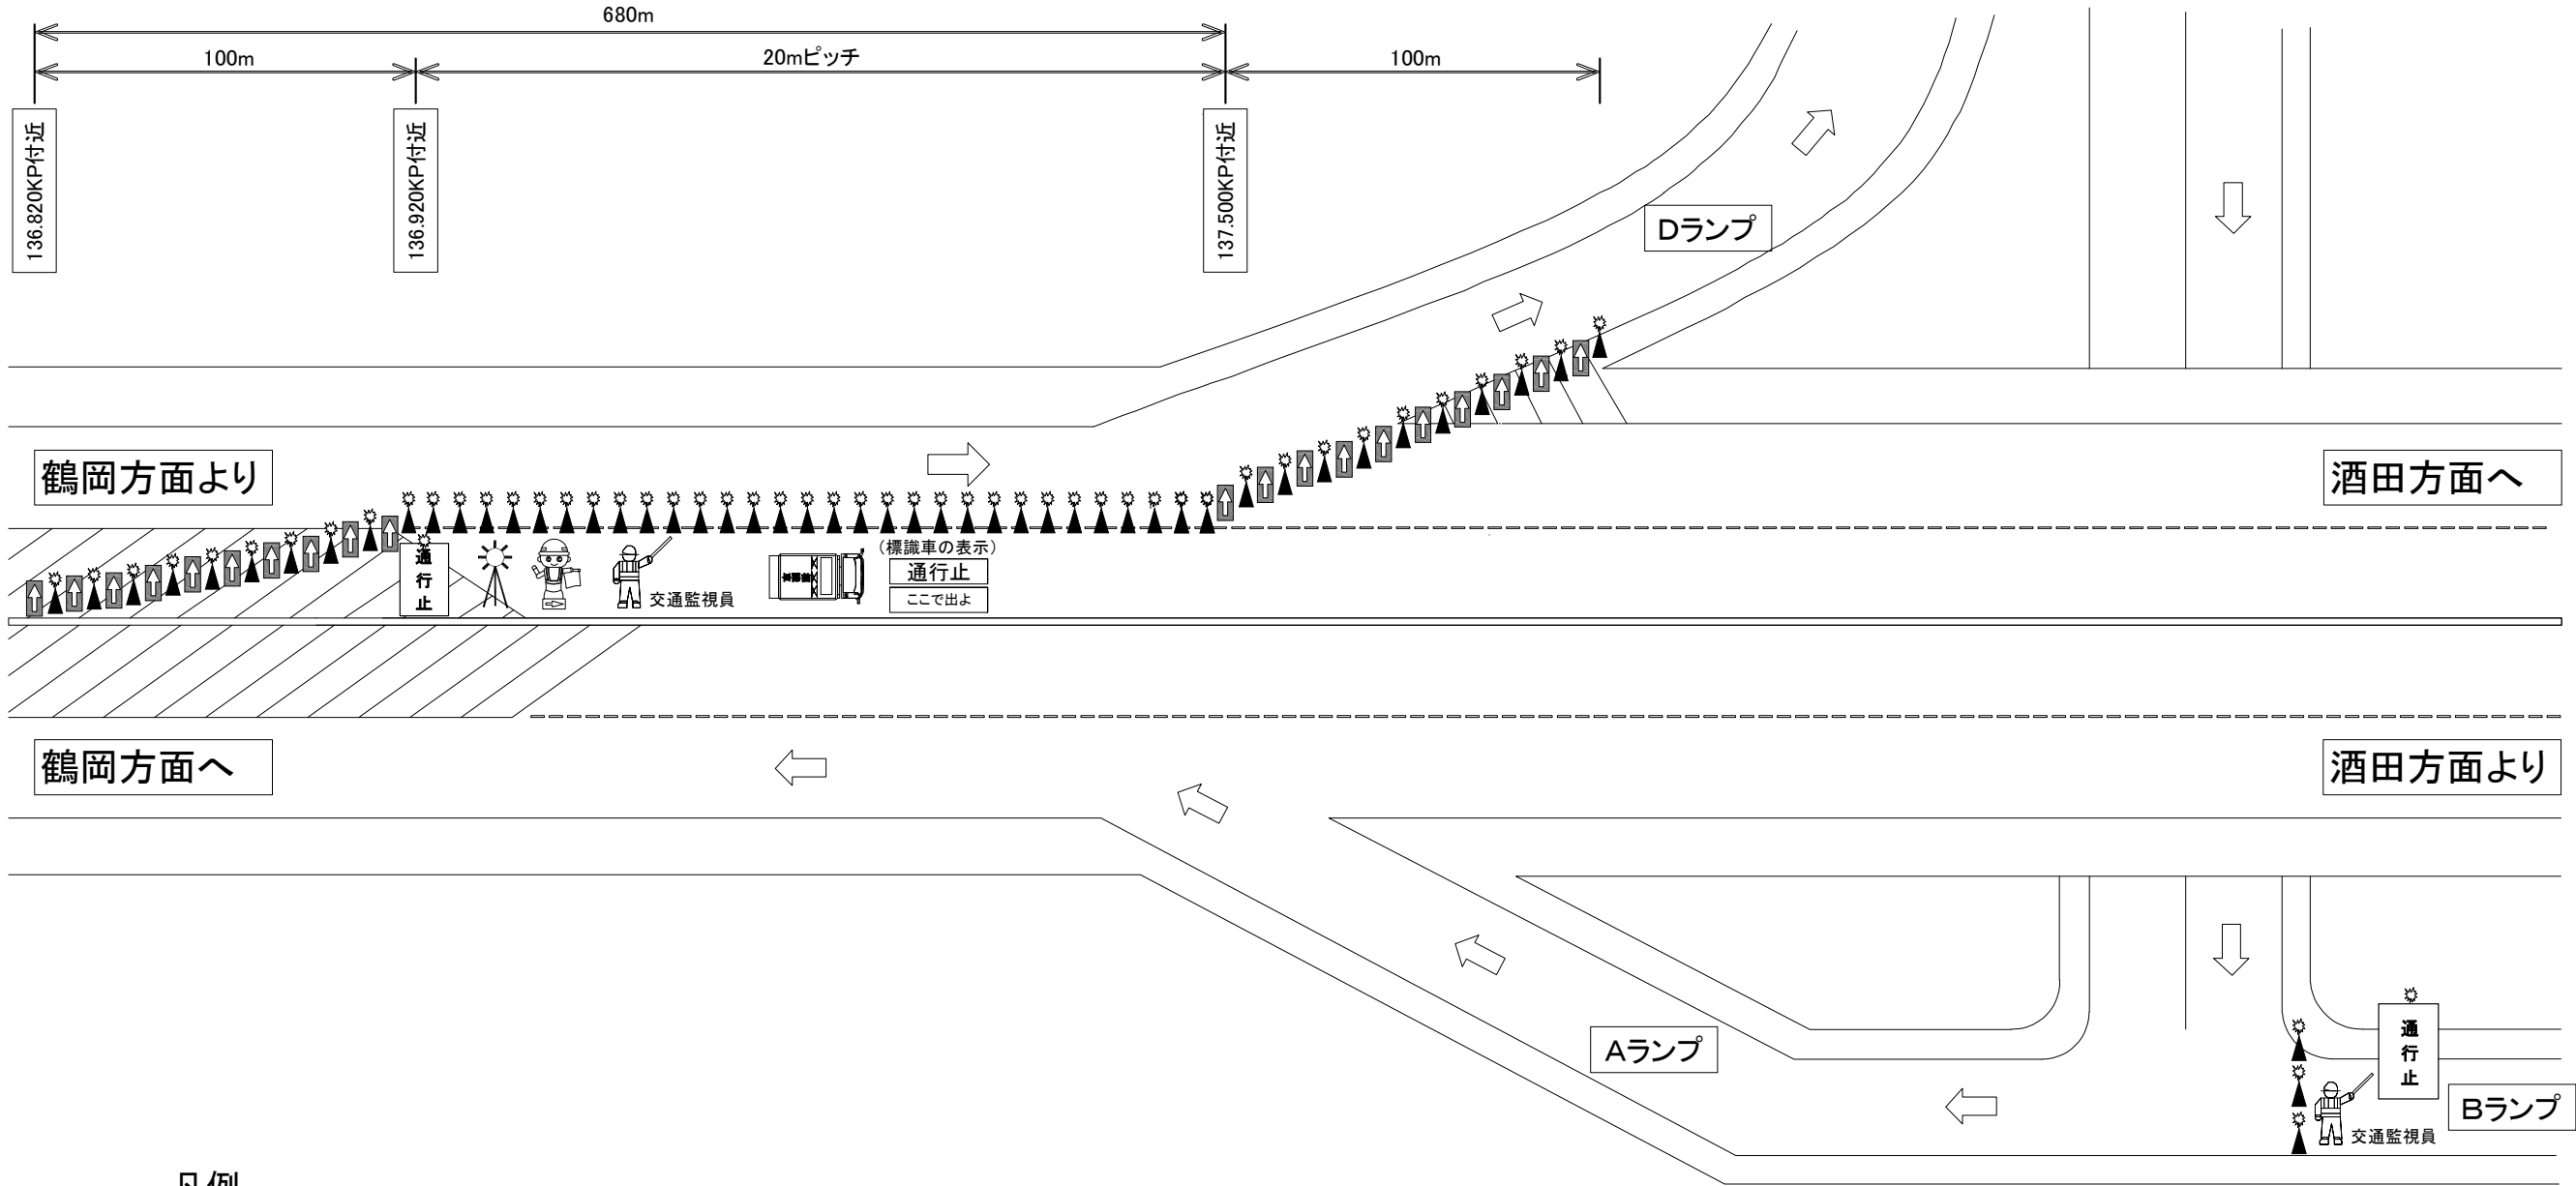 680m
100m
20mピッチ
100m
136.820KP付近
136.920KP付近
137.500KP付近
Dランプ
鶴岡方面より
酒田方面へ
通行止
(標識車の表示)
通行止
ここで出よ
交通監視員
鶴岡方面へ
酒田方面より
Aランプ
通行止
Bランプ
交通監視員
凡例